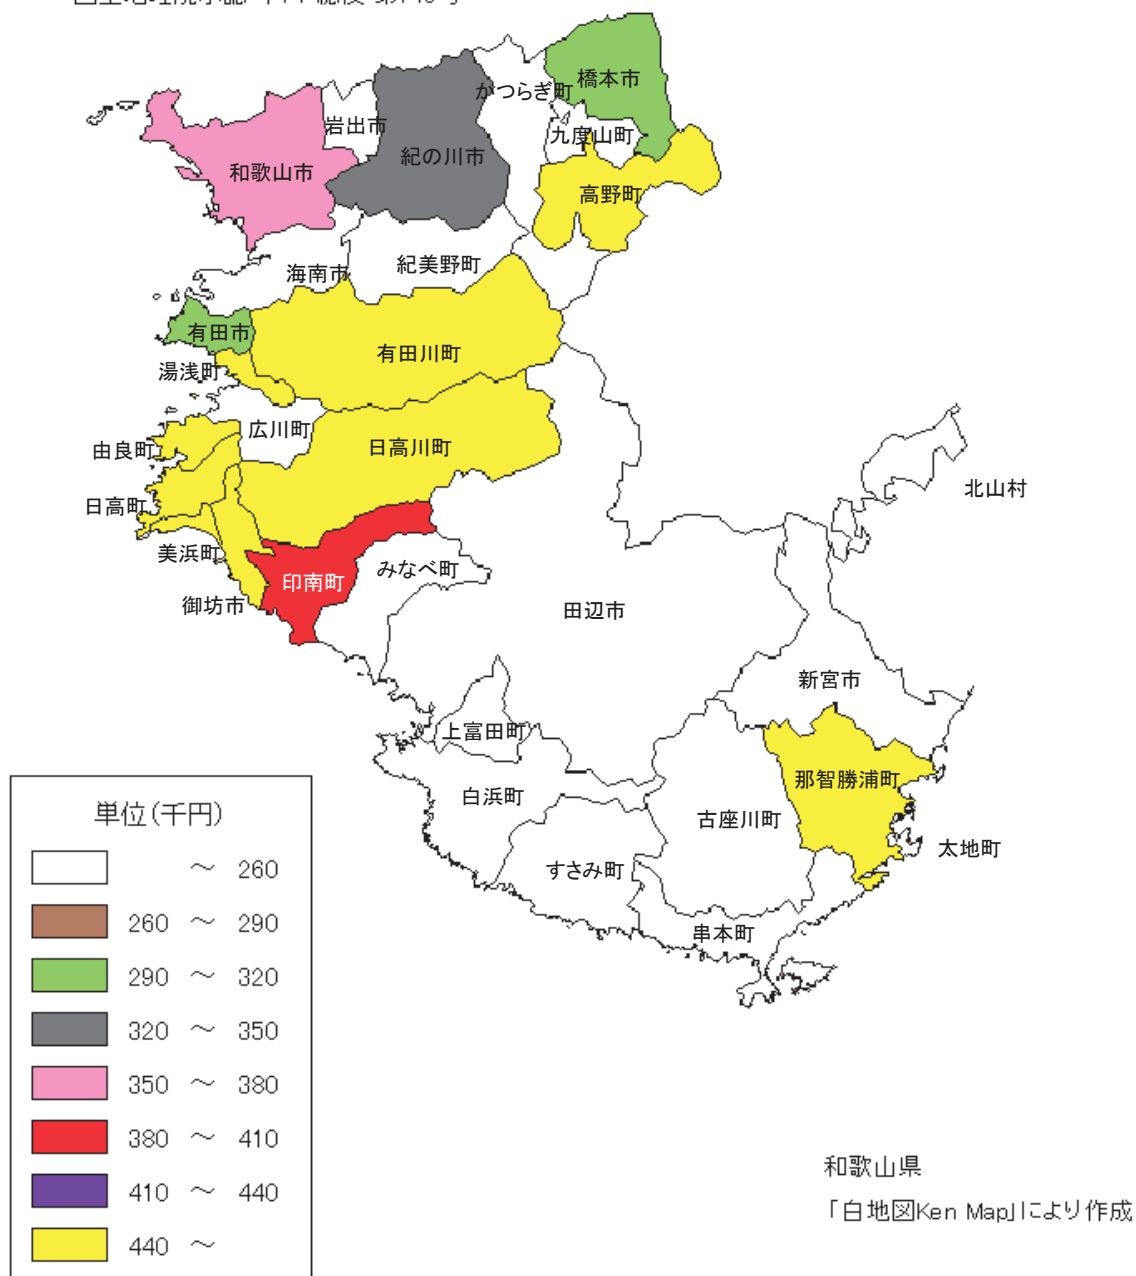 橋本市
かつらぎ町
岩出市
九度山町
紀の川市
和歌山市
高野町
紀美野町
海南市
有田市
有田川町
湯浅町
広川町
日高川町
由良町
北山村
日高町
美浜町
みなべ町
印南町
御坊市
田辺市
新宮市
上富田町
那智勝浦町
白浜町
古座川町
太地町
すさみ町
串本町
単位(千円)
～ 260
260 ～ 290
290 ～ 320
320 ～ 350
350 ～ 380
380 ～ 410
410 ～ 440
440 ～
和歌山県
「白地図Ken Map」により作成